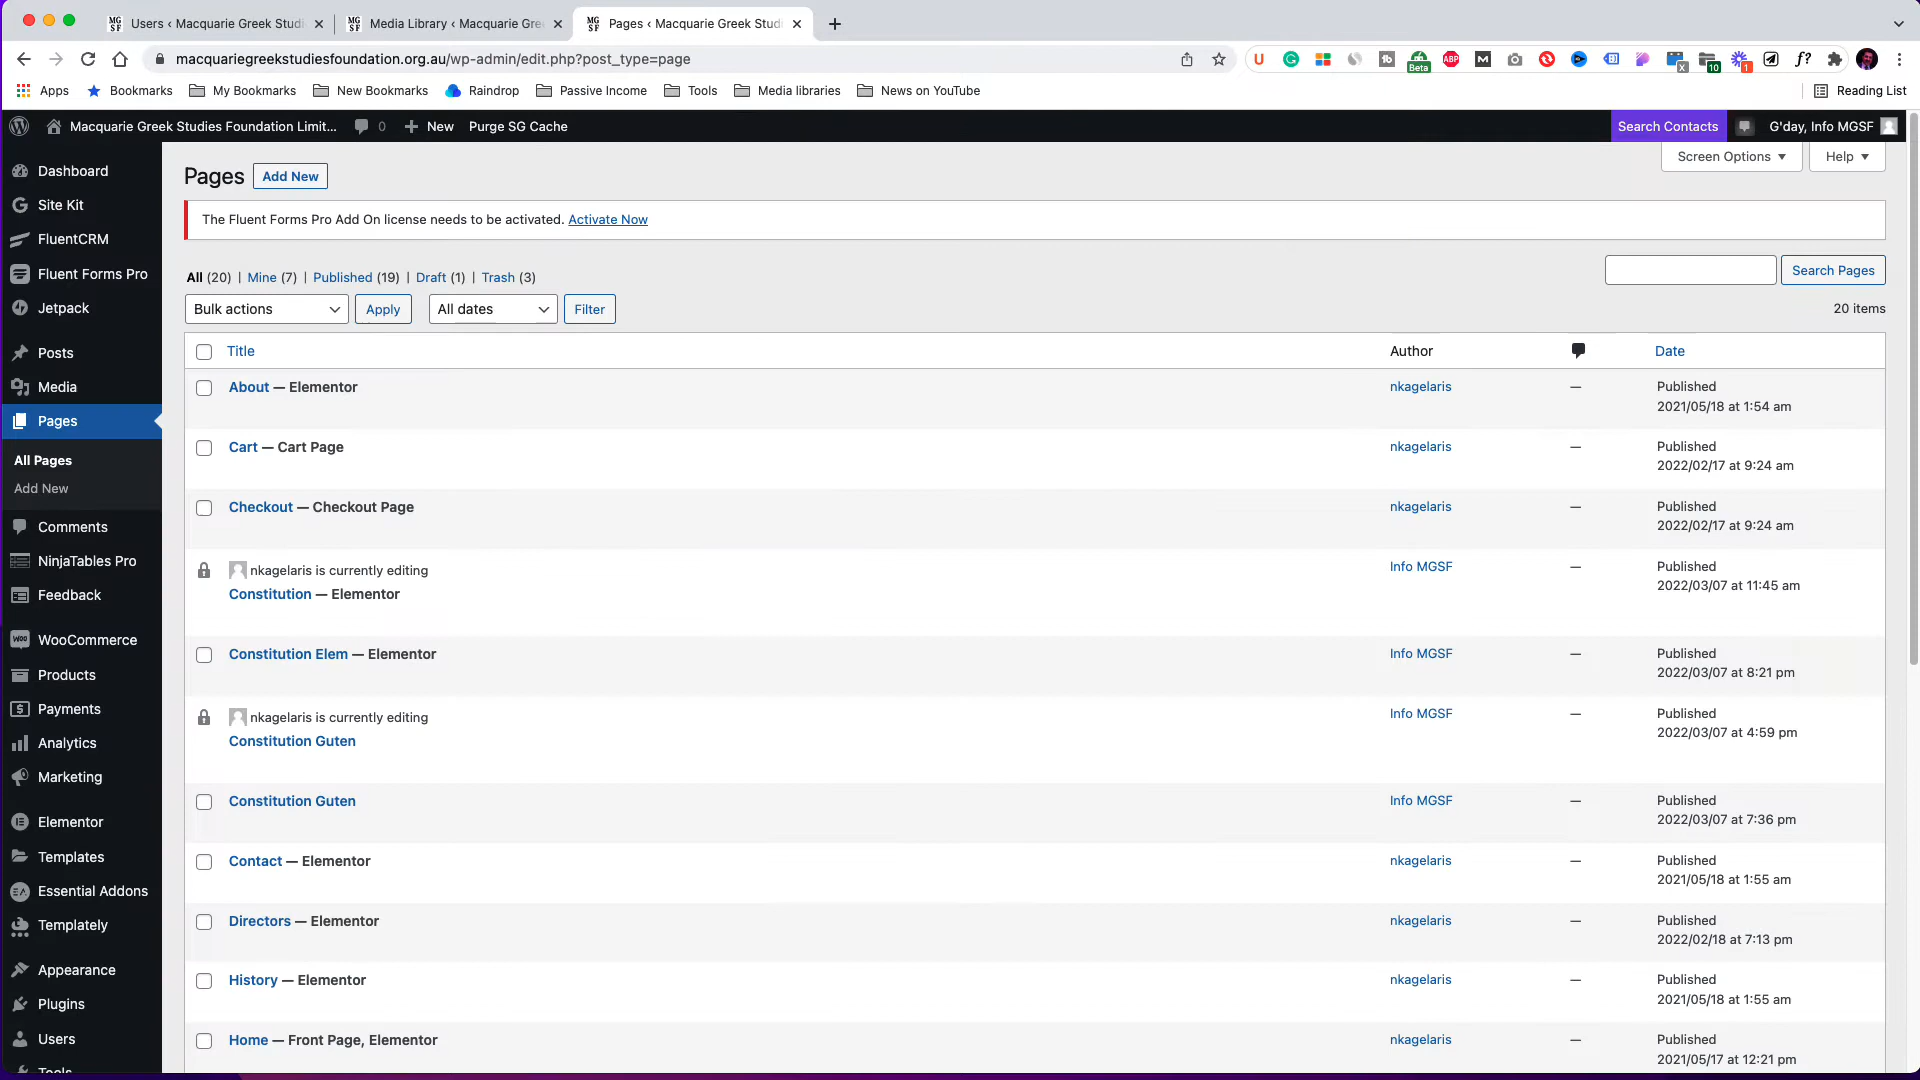 Users ‹ Macquarie Greek Studi
Media Library ‹ Macquarie Gre
Pages ‹ Macquarie Greek Stud
macquariegreekstudiesfoundation.org.au/wp-admin/edit.php?post_type=page
Apps Bookmarks My Bookmarks New Bookmarks Raindrop Passive Income Tools Media libraries News on YouTube Reading List
Macquarie Greek Studies Foundation Limit... 0 New Purge SG Cache Search Contacts G'day, Info MGSF
Screen Options Help
Dashboard
Site Kit
FluentCRM
Fluent Forms Pro
Jetpack
Posts
Media
Pages
All Pages
Add New
Comments
NinjaTables Pro
Feedback
WooCommerce
Products
Payments
Analytics
Marketing
Elementor
Templates
Essential Addons
Templately
Appearance
Plugins
Users
Tools
Pages Add New
The Fluent Forms Pro Add On license needs to be activated. Activate Now
All (20) | Mine (7) | Published (19) | Draft (1) | Trash (3)
Search Pages
Bulk actions Apply All dates Filter 20 items
Title Author Date
About — Elementor nkagelaris — Published
2021/05/18 at 1:54 am
Cart — Cart Page nkagelaris — Published
2022/02/17 at 9:24 am
Checkout — Checkout Page nkagelaris — Published
2022/02/17 at 9:24 am
nkagelaris is currently editing Info MGSF — Published
2022/03/07 at 11:45 am
Constitution — Elementor
Constitution Elem — Elementor Info MGSF — Published
2022/03/07 at 8:21 pm
nkagelaris is currently editing Info MGSF — Published
2022/03/07 at 4:59 pm
Constitution Guten
Constitution Guten Info MGSF — Published
2022/03/07 at 7:36 pm
Contact — Elementor nkagelaris — Published
2021/05/18 at 1:55 am
Directors — Elementor nkagelaris — Published
2022/02/18 at 7:13 pm
History — Elementor nkagelaris — Published
2021/05/18 at 1:55 am
Home — Front Page, Elementor nkagelaris — Published
2021/05/17 at 12:21 pm